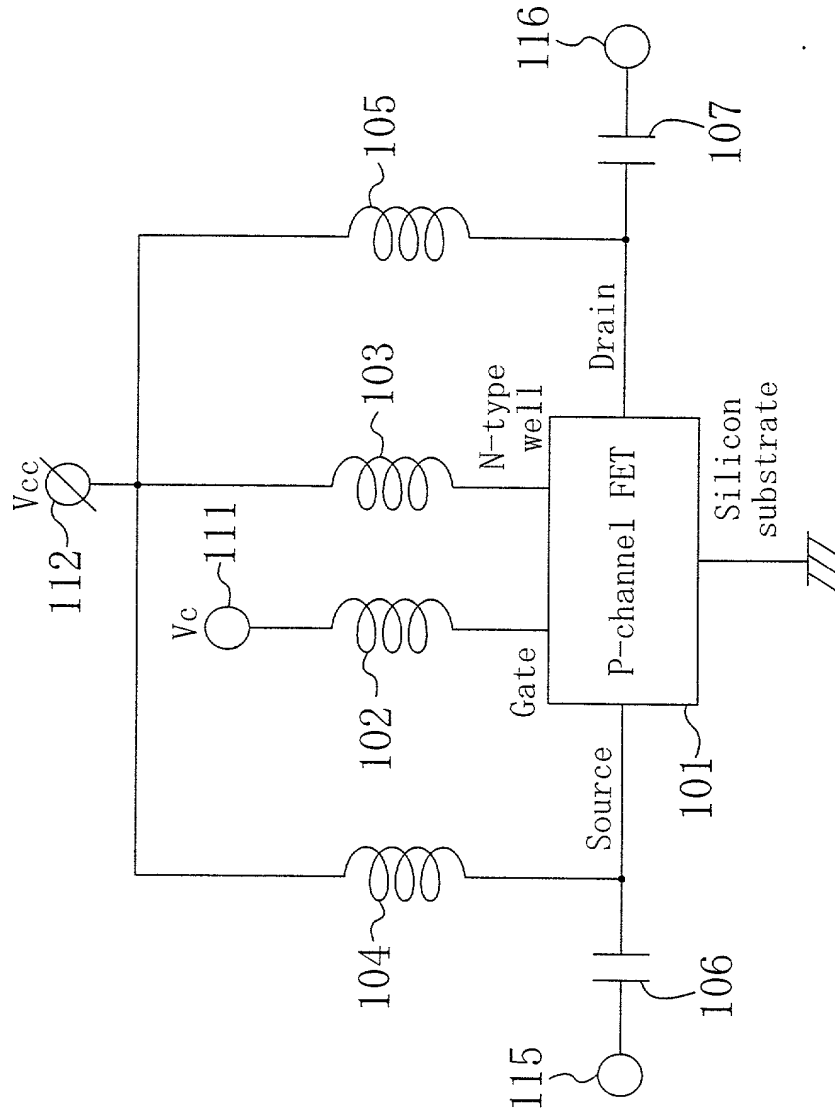 Vcc
112
Vc
111
105
103
102
104
N-type
well
Gate
Drain
Source
P-channel FET
116
107
101
Silicon
substrate
115
106